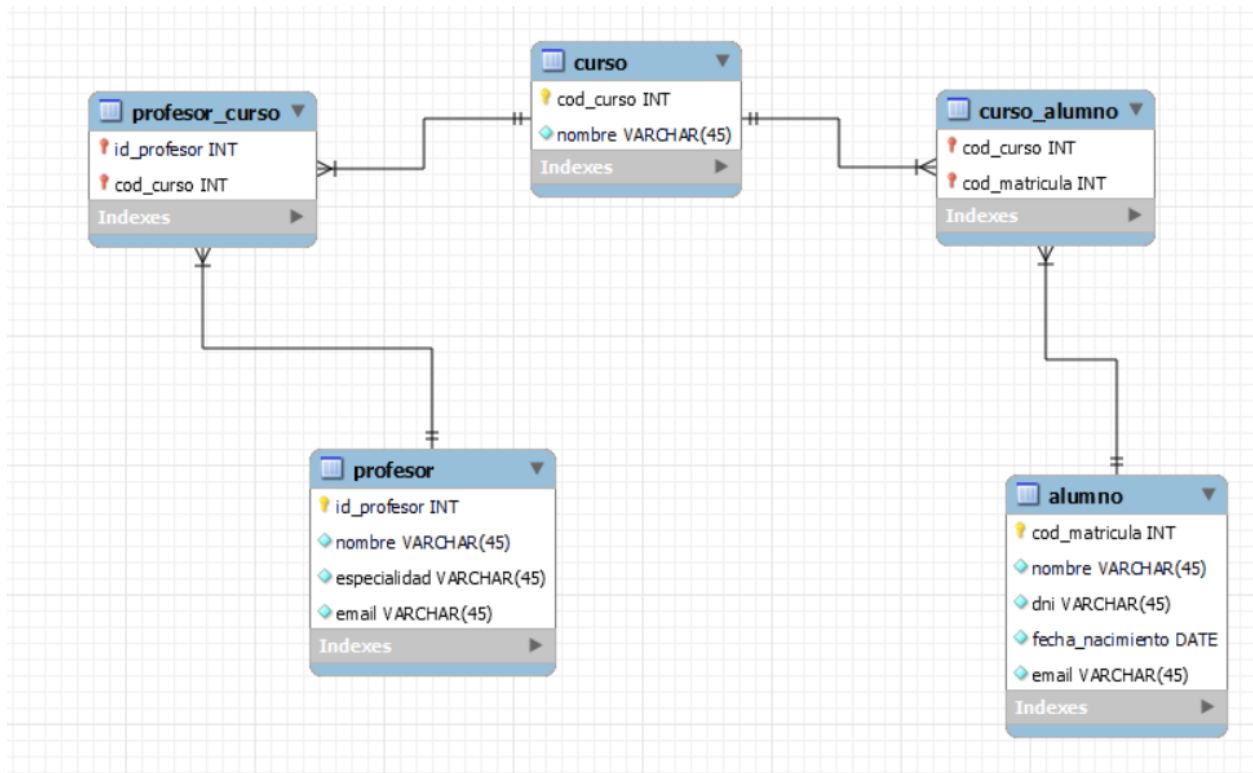 curso
cod_curso INT
nombre VARCHAR(45)
Indexes
profesor_curso
id_profesor INT
cod_curso INT
Indexes
curso_alumno
cod_curso INT
cod_matricula INT
Indexes
profesor
id_profesor INT
nombre VARCHAR(45)
especialidad VARCHAR(45)
email VARCHAR(45)
Indexes
alumno
cod_matricula INT
nombre VARCHAR(45)
dni VARCHAR(45)
fecha_nacimiento DATE
email VARCHAR(45)
Indexes